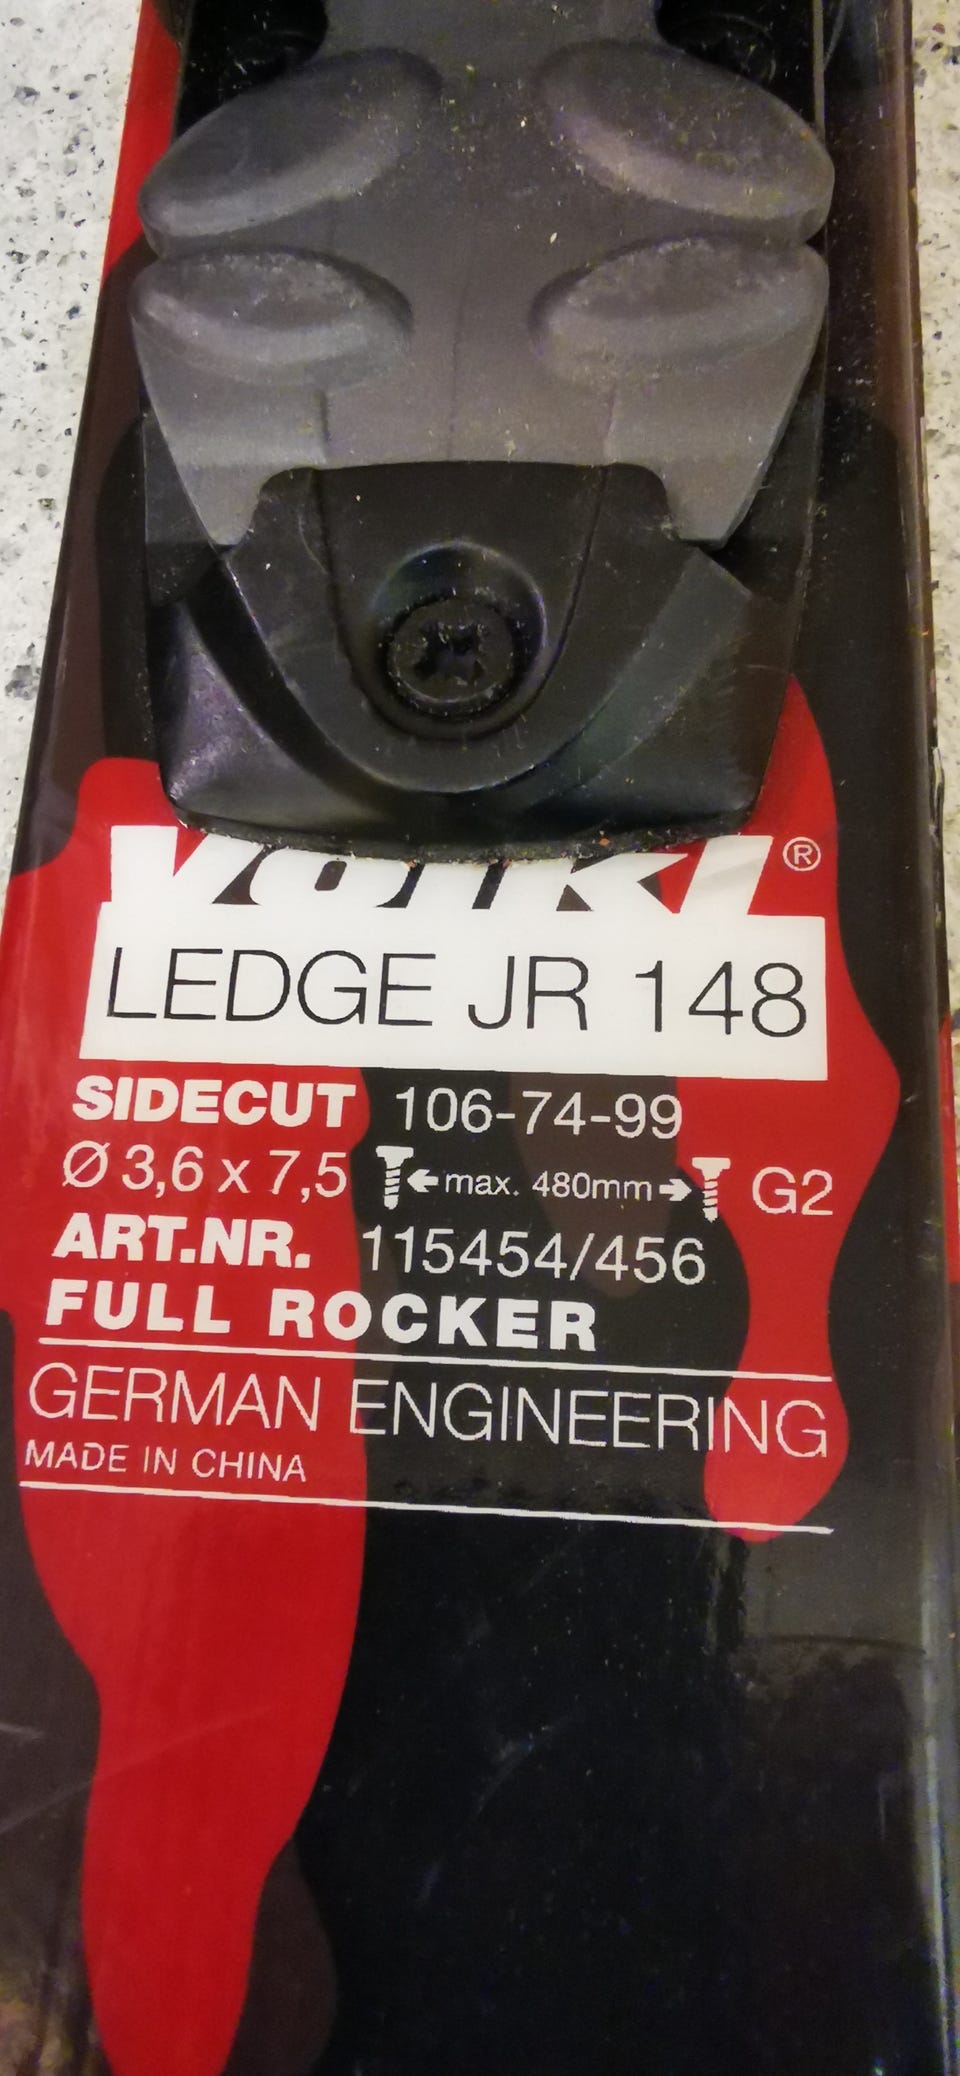 Völkl®
LEDGE JR 148
SIDECUT 106-74-99
Ø 3,6 x 7,5 ←max. 480mm→ G2
ART.NR. 115454/456
FULL ROCKER
GERMAN ENGINEERING
MADE IN CHINA